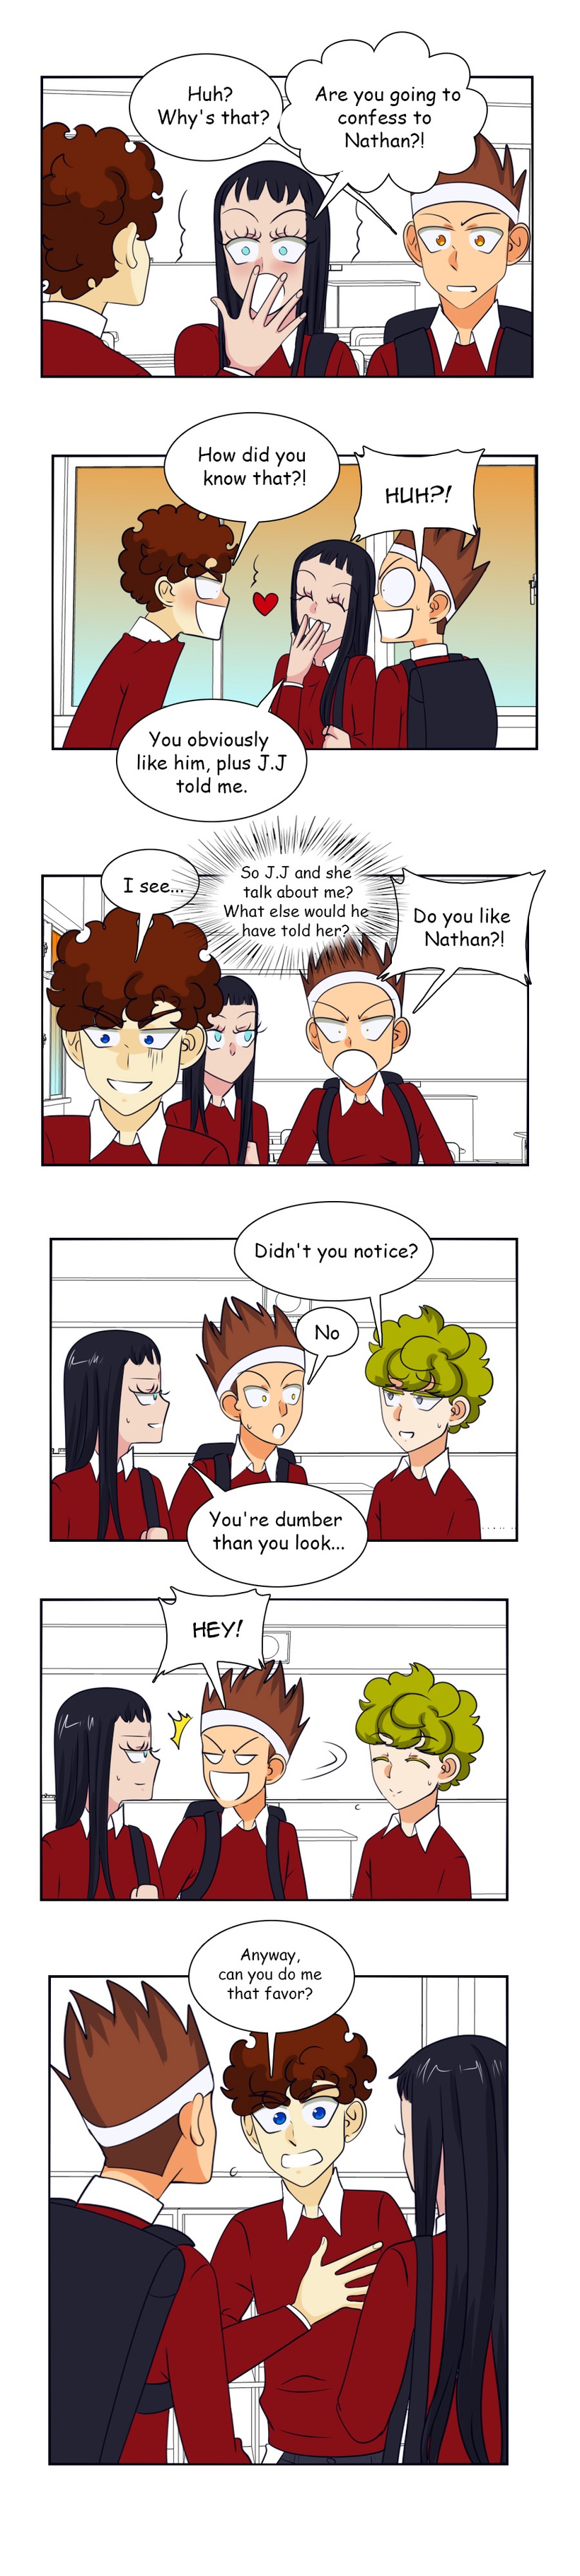 Huh?
Why's that?
Are you going to
confess to
Nathan?!
How did you
know that?!
HUH?!
You obviously
like him, plus J.J
told me.
I see...
So J.J and she
talk about me?
What else would he
have told her?
Do you like
Nathan?!
Didn't you notice?
No
You're dumber
than you look...
HEY!
Anyway,
can you do me
that favor?